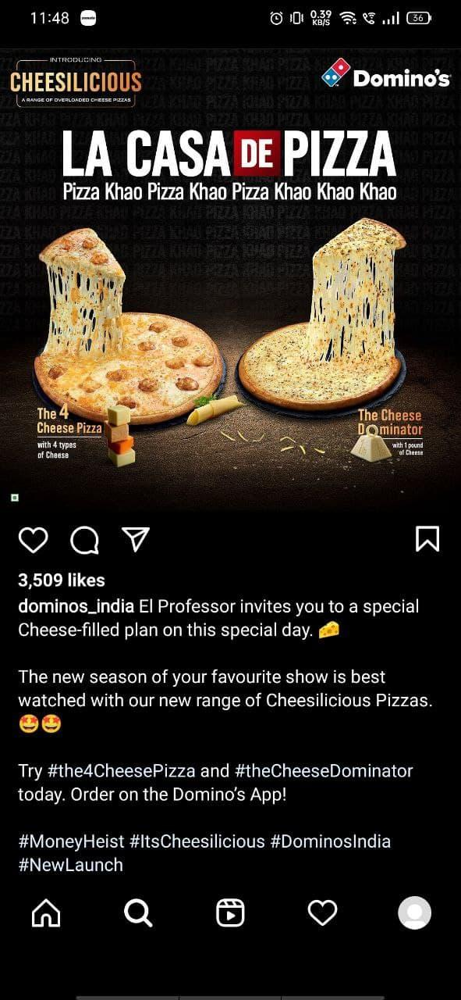 11:48
0.39
KB/S
36
INTRODUCING
CHEESILICIOUS
A RANGE OF OVERLOADED CHEESE PIZZAS
Domino's
LA CASA DE PIZZA
Pizza Khao Pizza Khao Pizza Khao Khao Khao
The 4
Cheese Pizza
with 4 types
of Cheese
The Cheese
Dominator
with 1 pound
of Cheese
3,509 likes
dominos_india El Professor invites you to a special
Cheese-filled plan on this special day. 🧀
The new season of your favourite show is best
watched with our new range of Cheesilicious Pizzas.
🤩🤩
Try #the4CheesePizza and #theCheeseDominator
today. Order on the Domino's App!
#MoneyHeist #ItsCheesilicious #DominosIndia
#NewLaunch